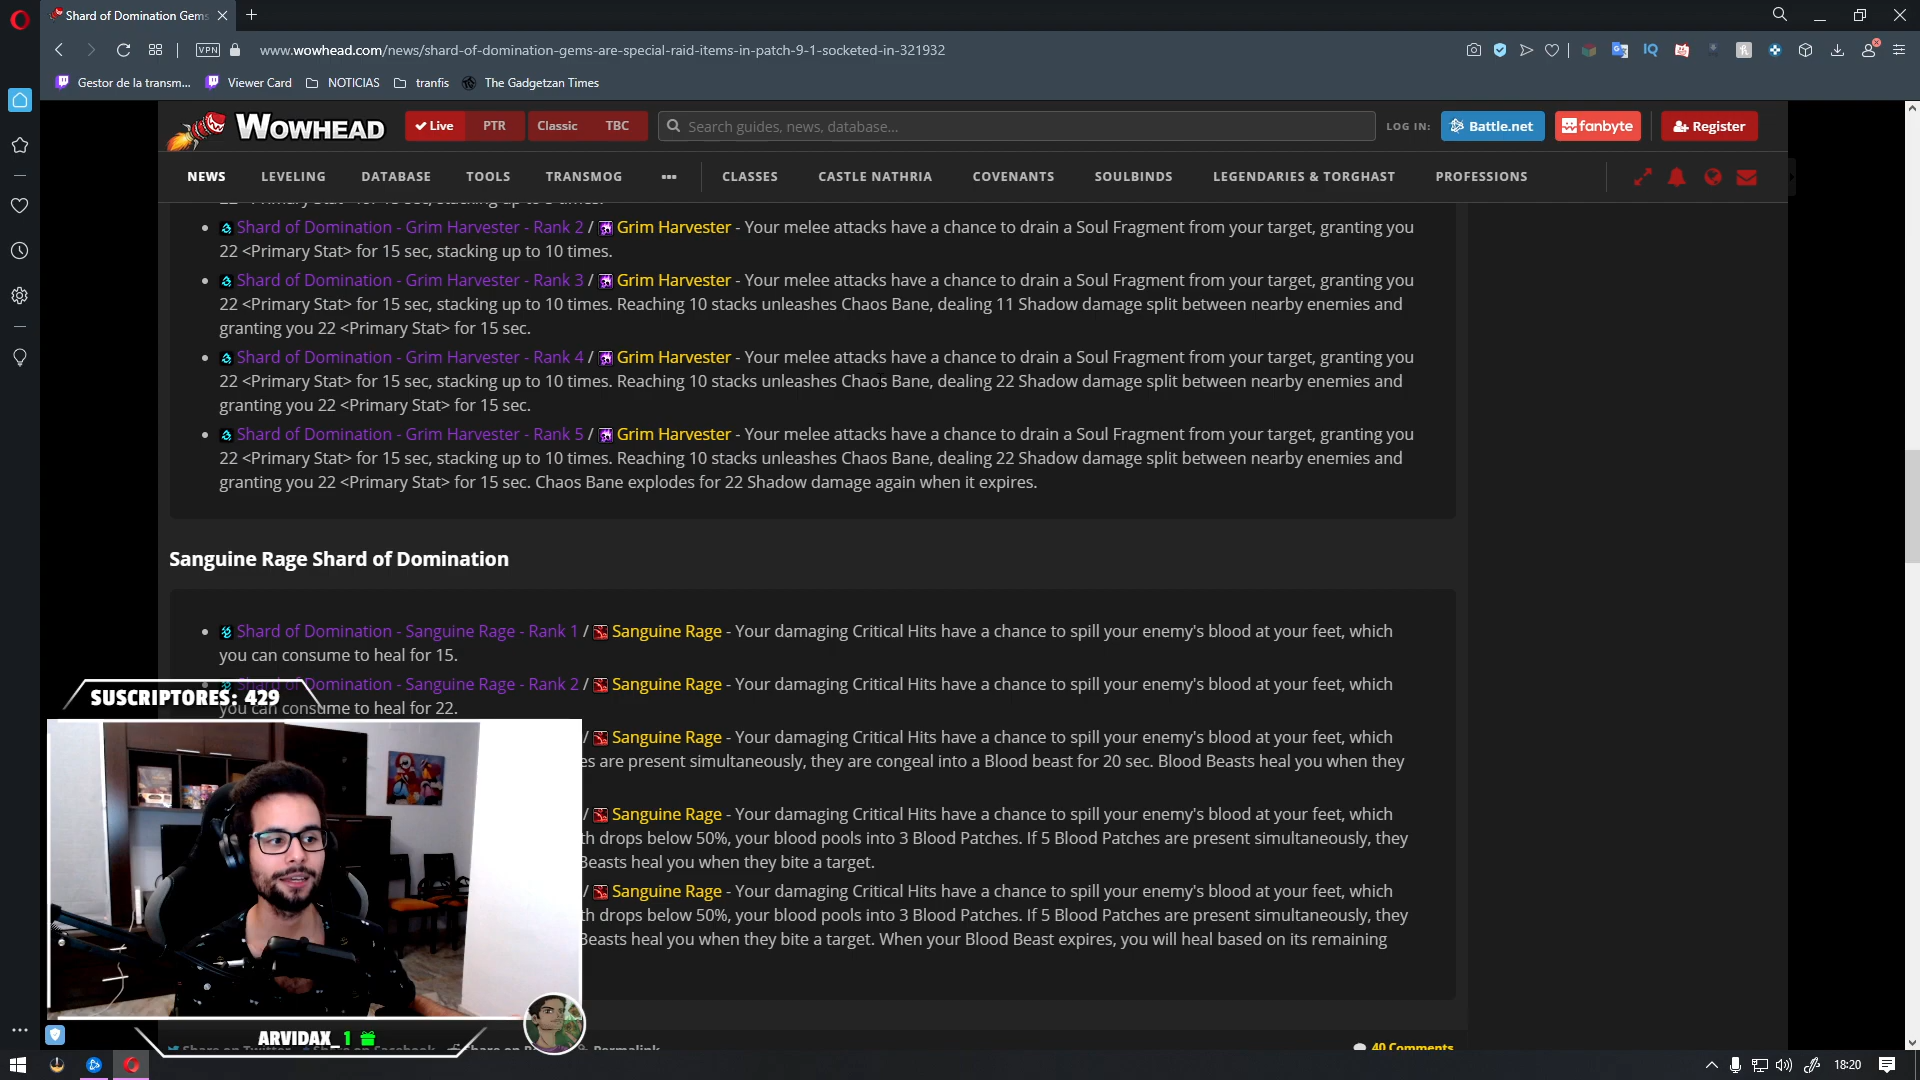 Shard of Domination Gems
www.wowhead.com/news/shard-of-domination-gems-are-special-raid-items-in-patch-9-1-socketed-in-321932
VPN
Gestor de la transm... Viewer Card NOTICIAS tranfis The Gadgetzan Times
WOWHEAD Live PTR Classic TBC Search guides, news, database... LOG IN: Battle.net fanbyte Register
NEWS LEVELING DATABASE TOOLS TRANSMOG ••• CLASSES CASTLE NATHRIA COVENANTS SOULBINDS LEGENDARIES & TORGHAST PROFESSIONS
• Shard of Domination - Grim Harvester - Rank 2 / Grim Harvester - Your melee attacks have a chance to drain a Soul Fragment from your target, granting you
22 <Primary Stat> for 15 sec, stacking up to 10 times.
• Shard of Domination - Grim Harvester - Rank 3 / Grim Harvester - Your melee attacks have a chance to drain a Soul Fragment from your target, granting you
22 <Primary Stat> for 15 sec, stacking up to 10 times. Reaching 10 stacks unleashes Chaos Bane, dealing 11 Shadow damage split between nearby enemies and
granting you 22 <Primary Stat> for 15 sec.
• Shard of Domination - Grim Harvester - Rank 4 / Grim Harvester - Your melee attacks have a chance to drain a Soul Fragment from your target, granting you
22 <Primary Stat> for 15 sec, stacking up to 10 times. Reaching 10 stacks unleashes Chaos Bane, dealing 22 Shadow damage split between nearby enemies and
granting you 22 <Primary Stat> for 15 sec.
• Shard of Domination - Grim Harvester - Rank 5 / Grim Harvester - Your melee attacks have a chance to drain a Soul Fragment from your target, granting you
22 <Primary Stat> for 15 sec, stacking up to 10 times. Reaching 10 stacks unleashes Chaos Bane, dealing 22 Shadow damage split between nearby enemies and
granting you 22 <Primary Stat> for 15 sec. Chaos Bane explodes for 22 Shadow damage again when it expires.
Sanguine Rage Shard of Domination
• Shard of Domination - Sanguine Rage - Rank 1 / Sanguine Rage - Your damaging Critical Hits have a chance to spill your enemy's blood at your feet, which
you can consume to heal for 15.
Shard of Domination - Sanguine Rage - Rank 2 / Sanguine Rage - Your damaging Critical Hits have a chance to spill your enemy's blood at your feet, which
you can consume to heal for 22.
SUSCRIPTORES: 429
/ Sanguine Rage - Your damaging Critical Hits have a chance to spill your enemy's blood at your feet, which
es are present simultaneously, they are congeal into a Blood beast for 20 sec. Blood Beasts heal you when they
/ Sanguine Rage - Your damaging Critical Hits have a chance to spill your enemy's blood at your feet, which
th drops below 50%, your blood pools into 3 Blood Patches. If 5 Blood Patches are present simultaneously, they
Beasts heal you when they bite a target.
/ Sanguine Rage - Your damaging Critical Hits have a chance to spill your enemy's blood at your feet, which
th drops below 50%, your blood pools into 3 Blood Patches. If 5 Blood Patches are present simultaneously, they
Beasts heal you when they bite a target. When your Blood Beast expires, you will heal based on its remaining
ARVIDAX_1
Permalink 40 Comments
18:20